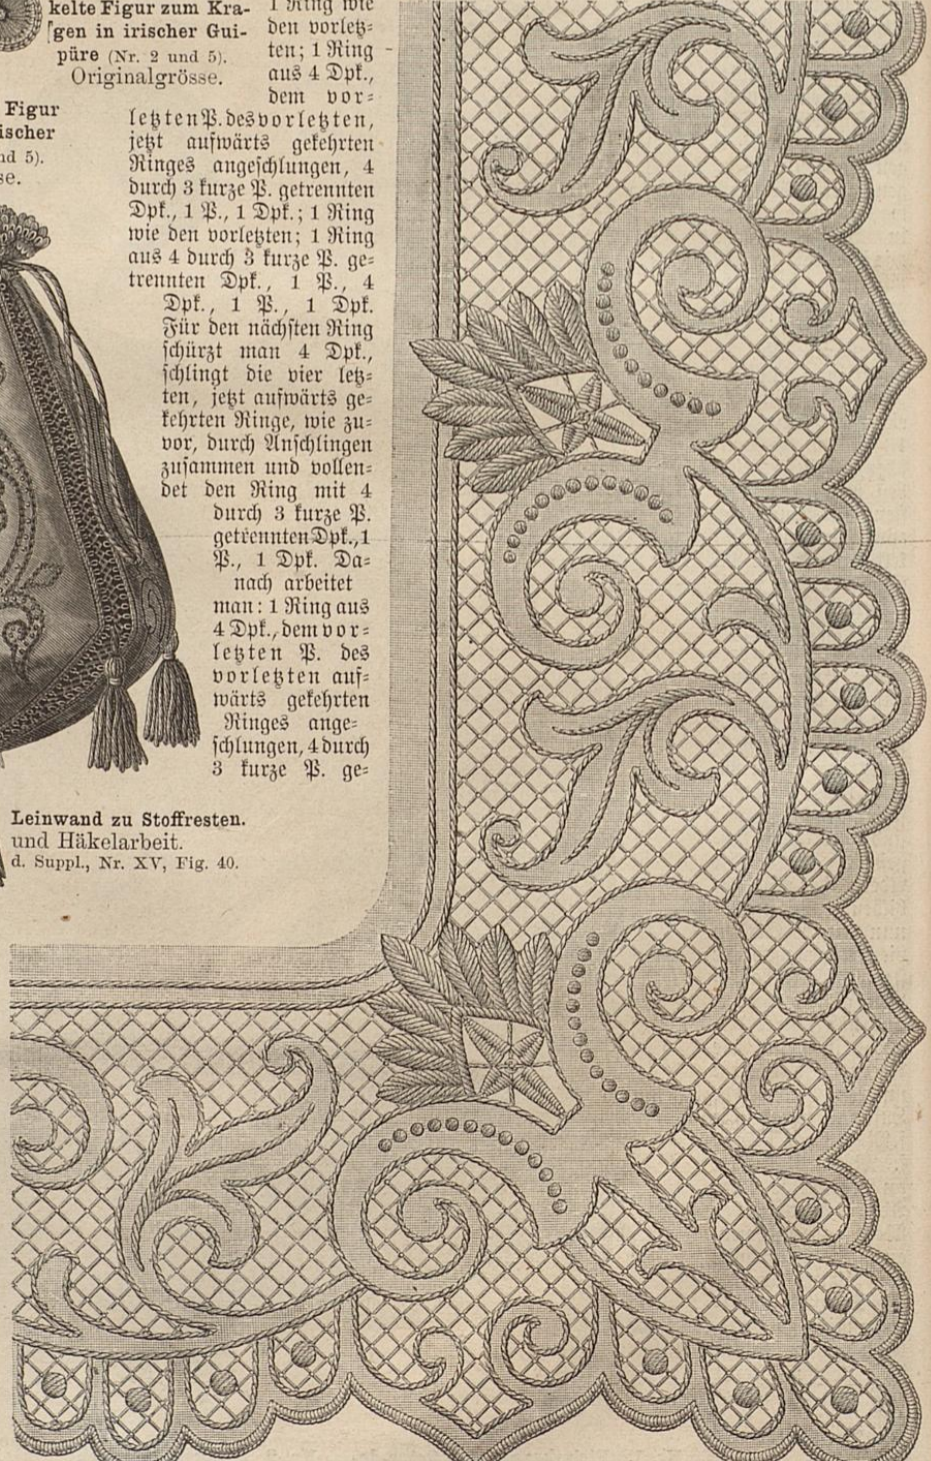 kelte Figur zum Kra-
gen in irischer Gui-
püre (Nr. 2 und 5).
Originalgrösse.
Figur
ischer
nd 5).
se.
1 Ring wie
den vorletz⸗
ten; 1 Ring
aus 4 Dpk.,
dem vor⸗
letzten P. des vorletzten,
jetzt aufwärts gekehrten
Ringes angeschlungen, 4
durch 3 kurze P. getrennten
Dpk., 1 P., 1 Dpk.; 1 Ring
wie den vorletzten; 1 Ring
aus 4 durch 3 kurze P. ge⸗
trennten Dpk., 1 P., 4
Dpk., 1 P., 1 Dpk.
Für den nächsten Ring
schürzt man 4 Dpk.,
schlingt die vier letz⸗
ten, jetzt aufwärts ge⸗
kehrten Ringe, wie zu⸗
vor, durch Anschlingen
zusammen und vollen⸗
det den Ring mit 4
durch 3 kurze P.
getrennten Dpk., 1
P., 1 Dpk. Da⸗
nach arbeitet
man: 1 Ring aus
4 Dpk., dem vor⸗
letzten P. des
vorletzten auf⸗
wärts gekehrten
Ringes ange⸗
schlungen, 4 durch
3 kurze P. ge⸗
Leinwand zu Stoffresten.
und Häkelarbeit.
d. Suppl., Nr. XV, Fig. 40.